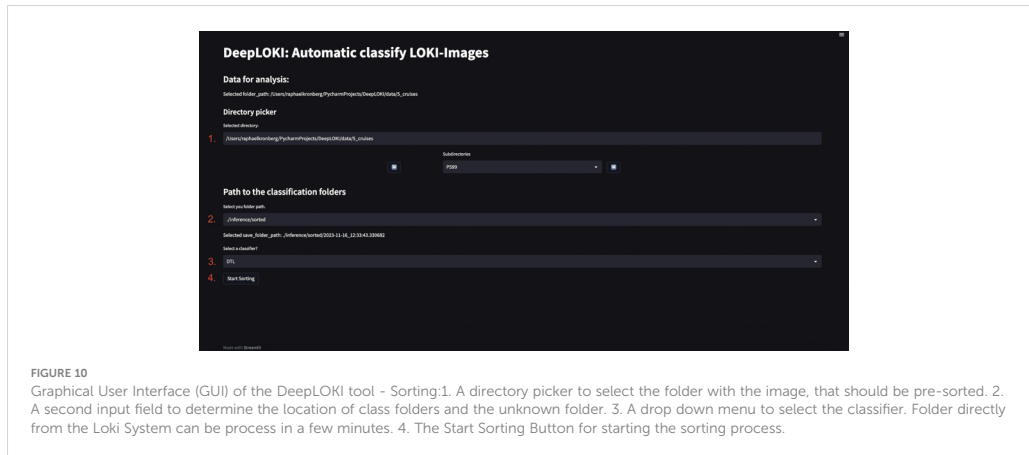 DeepLOKI: Automatic classify LOKI-Images
Data for analysis:
Selected folder_path: /Users/raphaelkronberg/PycharmProjects/DeepLOKI/data/5_cruises
Directory picker
Selected directory:
1. /Users/raphaelkronberg/PycharmProjects/DeepLOKI/data/5_cruises
Subdirectories
PS99
Path to the classification folders
Select you folder path.
2. ./inference/sorted
Selected save_folder_path: ./inference/sorted/2023-11-16_12:33:43.330682
Select a classifier?
3. DTL
4. Start Sorting
Made with Streamlit
FIGURE 10
Graphical User Interface (GUI) of the DeepLOKI tool - Sorting:1. A directory picker to select the folder with the image, that should be pre-sorted. 2.
A second input field to determine the location of class folders and the unknown folder. 3. A drop down menu to select the classifier. Folder directly
from the Loki System can be process in a few minutes. 4. The Start Sorting Button for starting the sorting process.